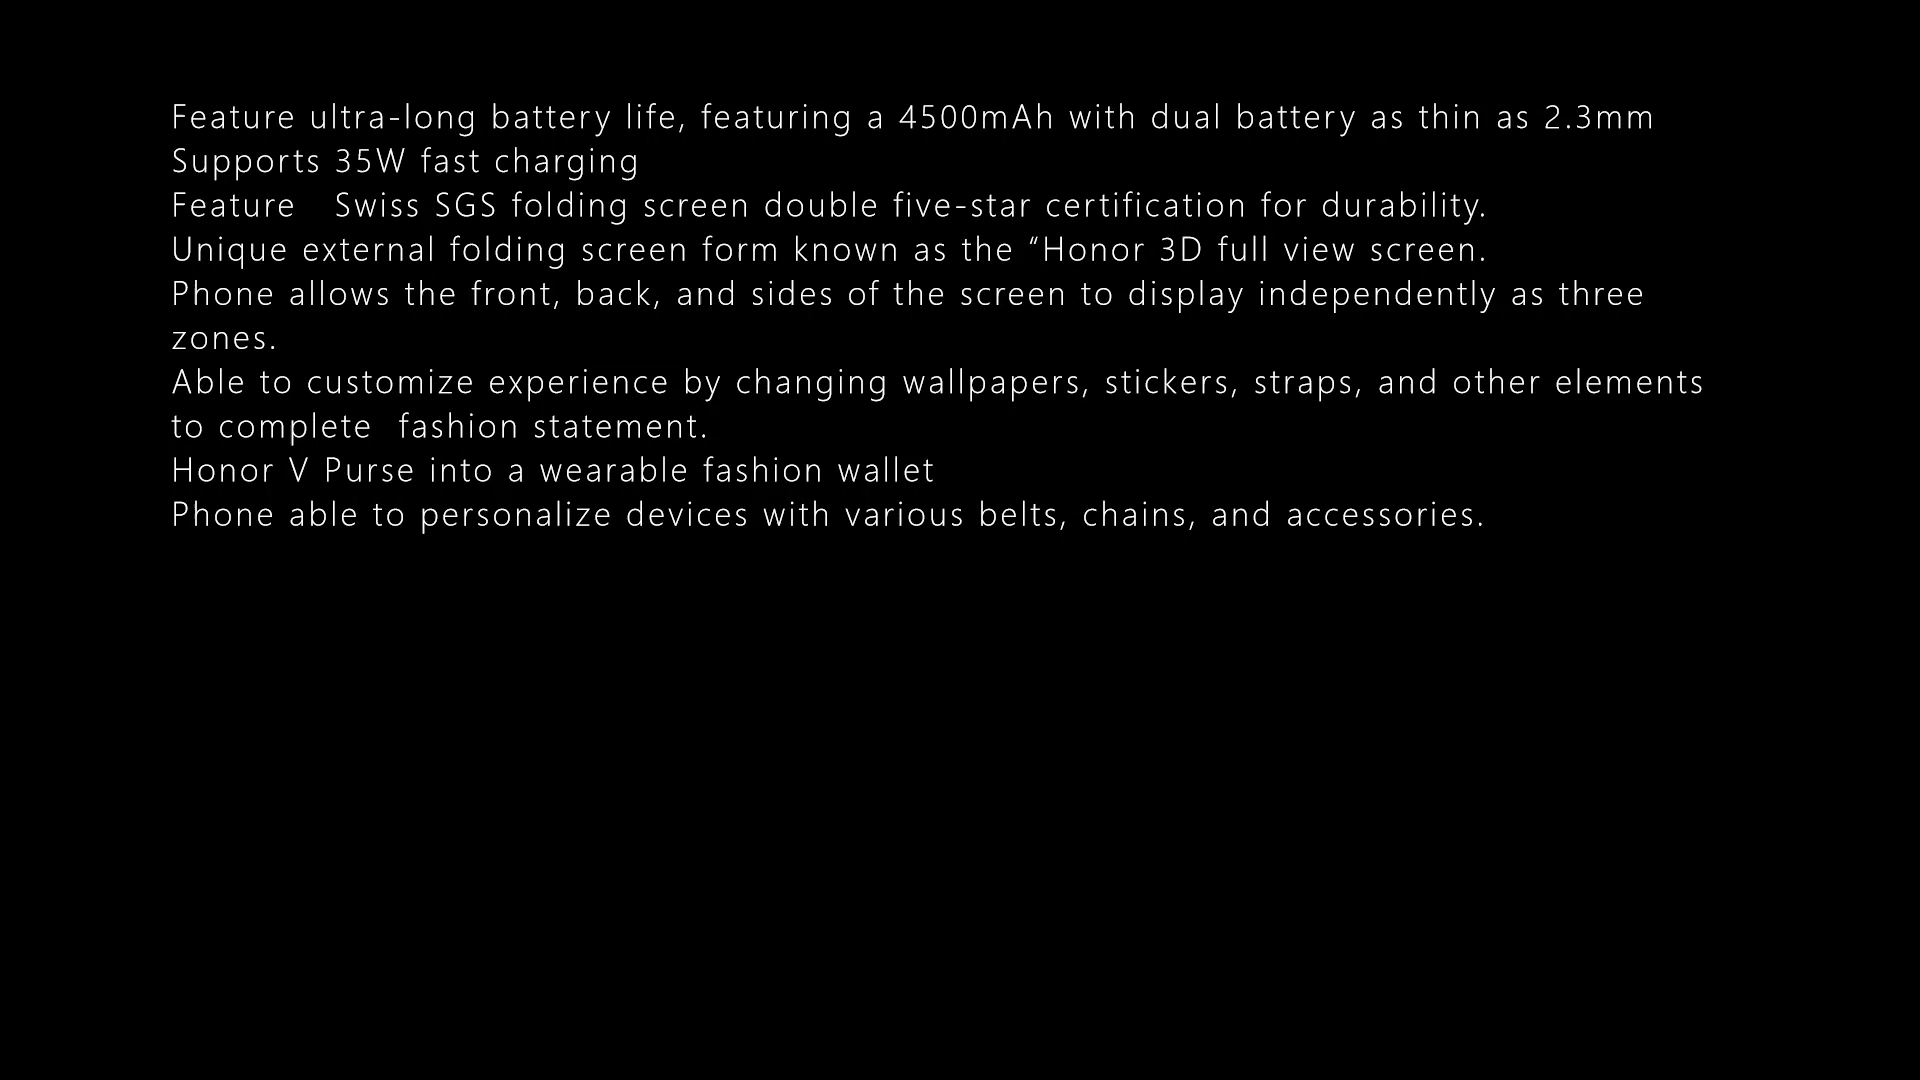 Feature ultra-long battery life, featuring a 4500mAh with dual battery as thin as 2.3mm
Supports 35W fast charging
Feature   Swiss SGS folding screen double five-star certification for durability.
Unique external folding screen form known as the “Honor 3D full view screen.
Phone allows the front, back, and sides of the screen to display independently as three
zones.
Able to customize experience by changing wallpapers, stickers, straps, and other elements
to complete  fashion statement.
Honor V Purse into a wearable fashion wallet
Phone able to personalize devices with various belts, chains, and accessories.